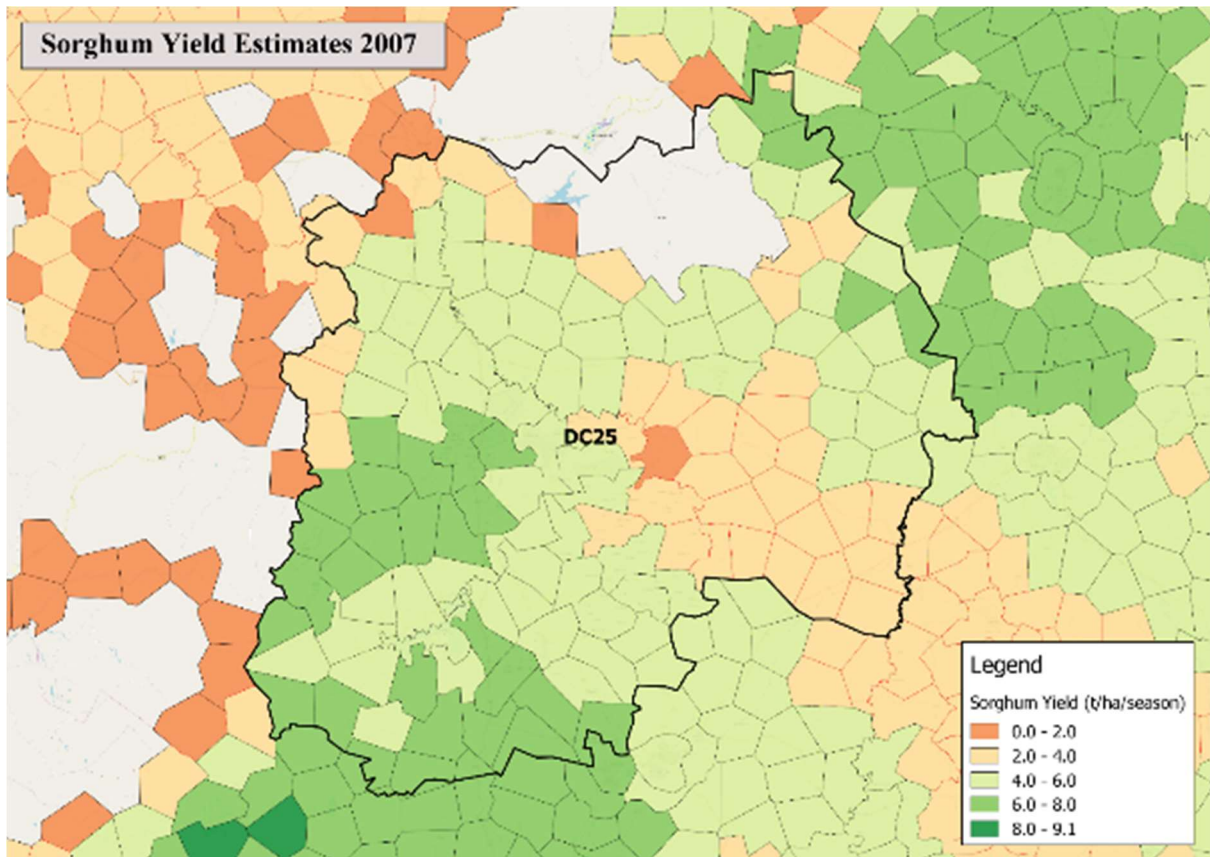 Sorghum Yield Estimates 2007
DC25
Legend
Sorghum Yield (t/ha/season)
0.0 - 2.0
2.0 - 4.0
4.0 - 6.0
6.0 - 8.0
8.0 - 9.1